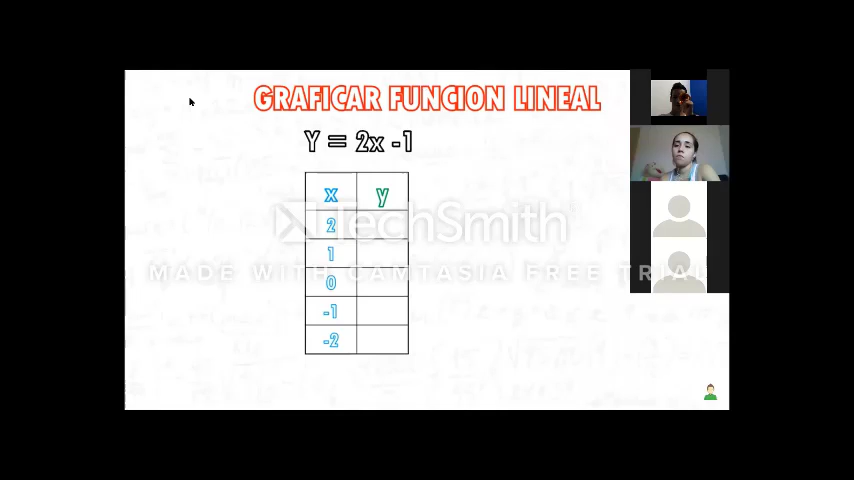 GRAFICAR FUNCION LINEAL
Y = 2x -1
x y
2
1
0
-1
-2
TechSmith
MADE WITH CAMTASIA FREE TRIAL